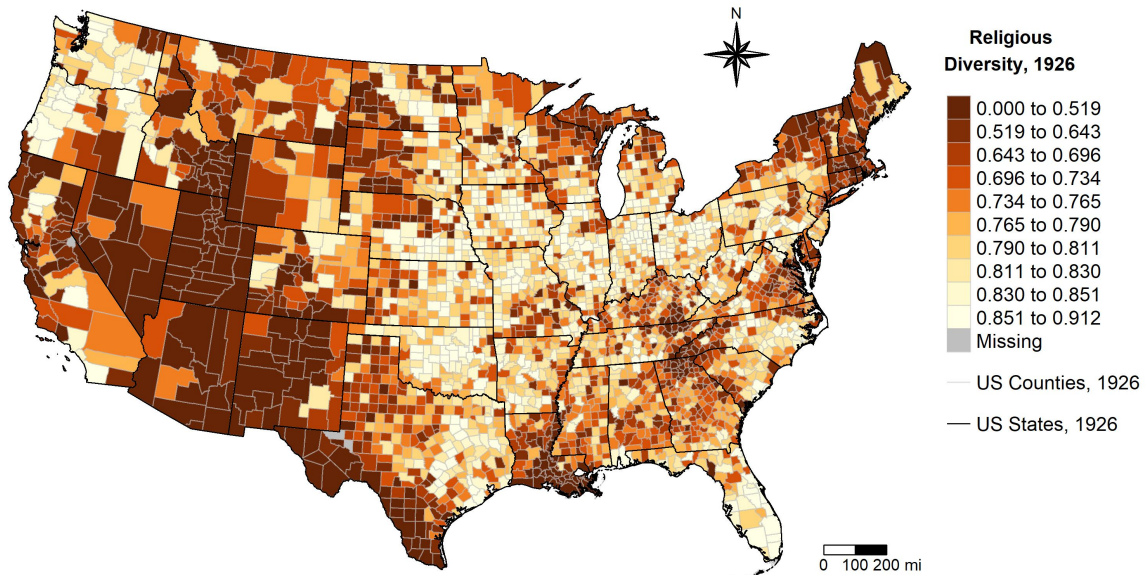 N
Religious
Diversity, 1926
0.000 to 0.519
0.519 to 0.643
0.643 to 0.696
0.696 to 0.734
0.734 to 0.765
0.765 to 0.790
0.790 to 0.811
0.811 to 0.830
0.830 to 0.851
0.851 to 0.912
Missing
US Counties, 1926
US States, 1926
0 100 200 mi